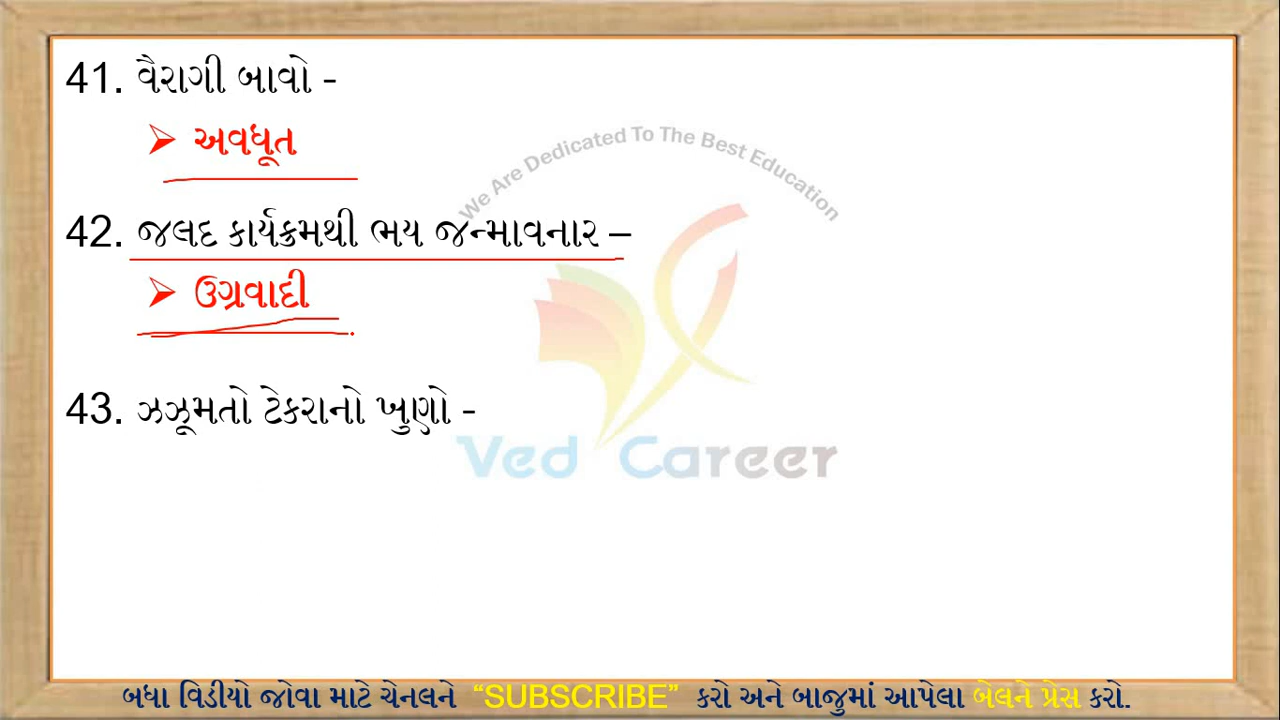 41. વૈરાગી બાવો -
➢ અવધૂત
We Are Dedicated To The Best Education
42. જલદ કાર્યક્રમથી ભય જન્માવનાર –
➢ ઉગ્રવાદી
43. ઝઝૂમતો ટેકરાનો ખુણો -
Ved Career
બધા વિડીયો જોવા માટે ચેનલને “SUBSCRIBE” કરો અને બાજુમાં આપેલા બેલને પ્રેસ કરો.